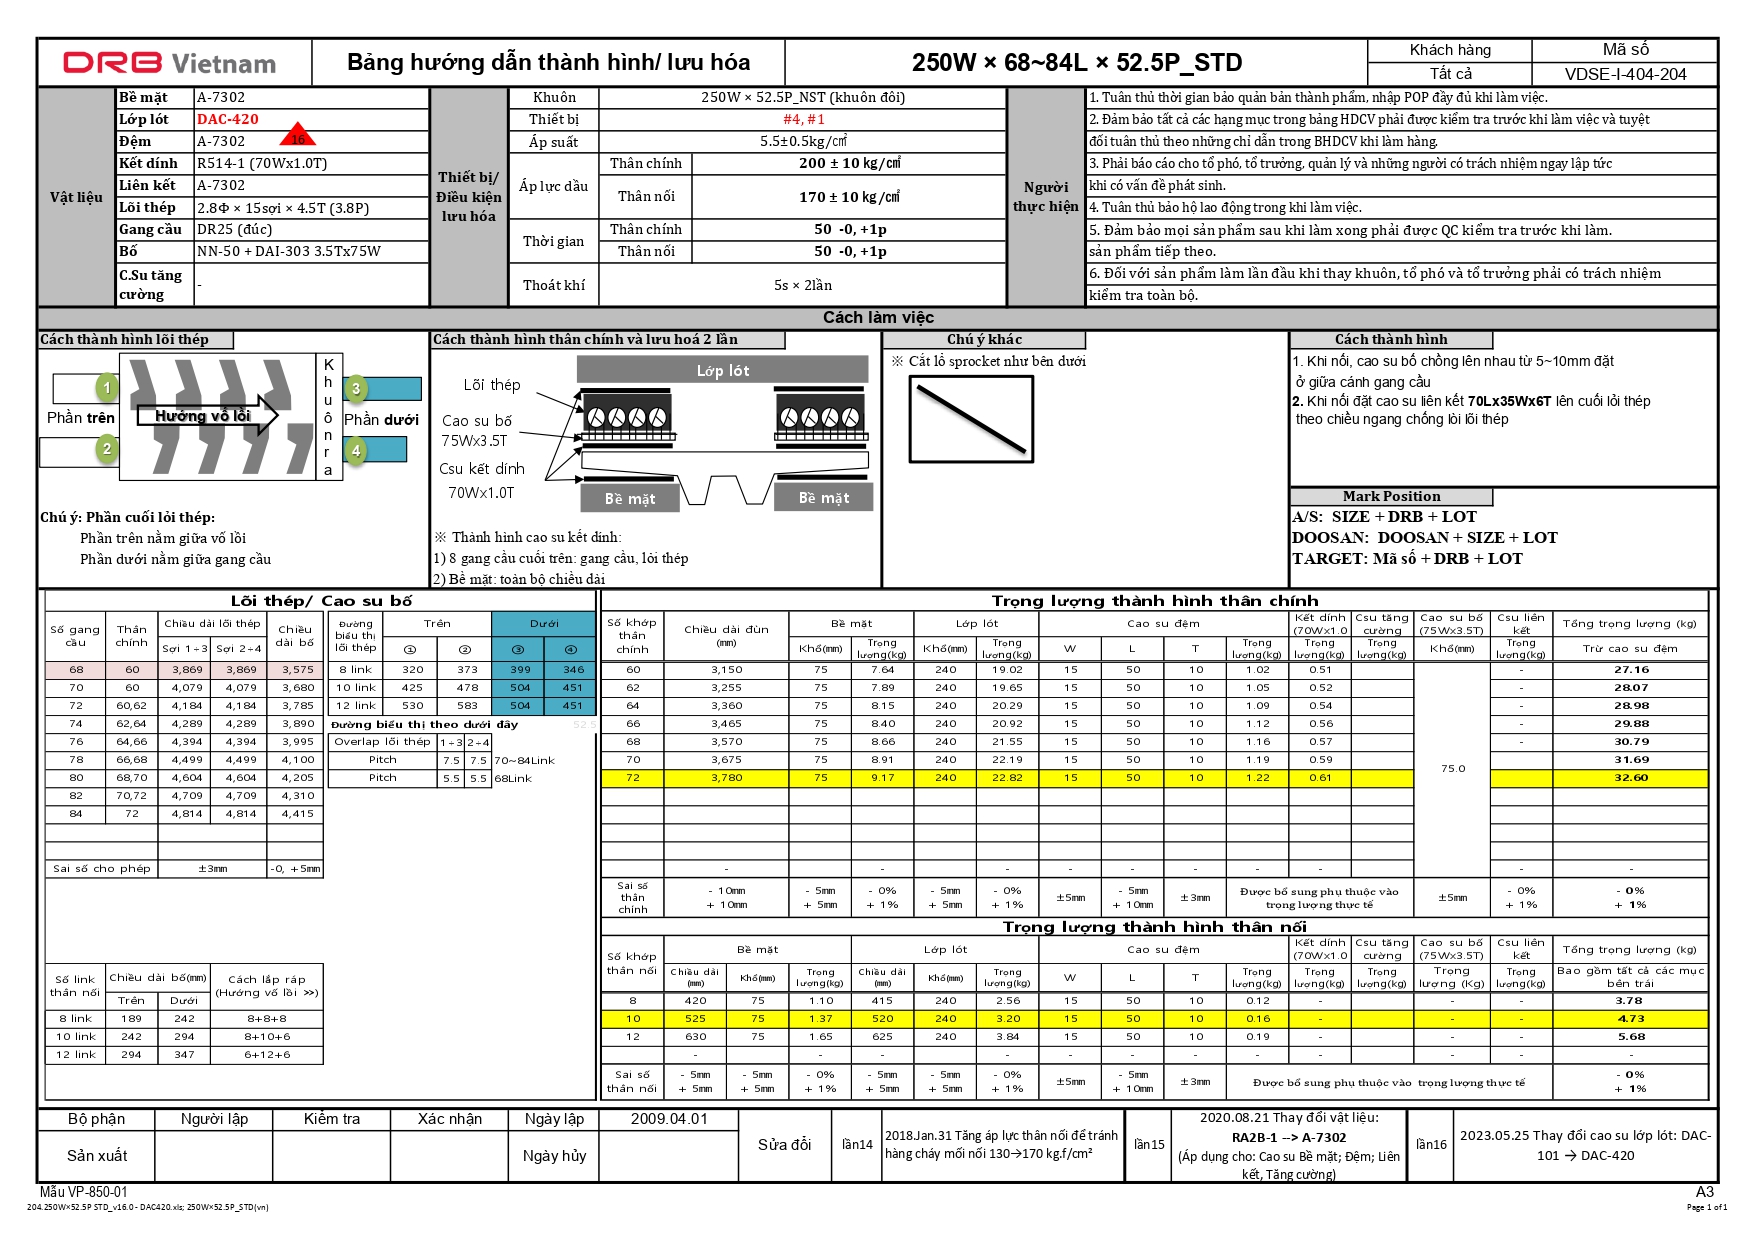 DRB Vietnam
Bảng hướng dẫn thành hình/ lưu hóa
250W × 68~84L × 52.5P_STD
Khách hàng
Mã số
Tất cả
VDSE-I-404-204
Vật liệu
Bề mặt A-7302
Lớp lót DAC-420
Đệm A-7302
16
Kết dính R514-1 (70Wx1.0T)
Liên kết A-7302
Lõi thép 2.8Φ × 15sợi × 4.5T (3.8P)
Gang cầu DR25 (đúc)
Bố NN-50 + DAI-303 3.5Tx75W
C.Su tăng cường -
Thiết bị/ Điều kiện lưu hóa
Khuôn 250W × 52.5P_NST (khuôn đôi)
Thiết bị #4, #1
Áp suất 5.5±0.5kg/㎠
Áp lực dầu
Thân chính 200 ± 10 kg/㎠
Thân nối 170 ± 10 kg/㎠
Thời gian
Thân chính 50 -0, +1p
Thân nối 50 -0, +1p
Thoát khí 5s × 2lần
Người thực hiện
1. Tuân thủ thời gian bảo quản bán thành phẩm, nhập POP đầy đủ khi làm việc.
2. Đảm bảo tất cả các hạng mục trong bảng HDCV phải được kiểm tra trước khi làm việc và tuyệt
đối tuân thủ theo những chỉ dẫn trong BHDCV khi làm hàng.
3. Phải báo cáo cho tổ phó, tổ trưởng, quản lý và những người có trách nhiệm ngay lập tức
khi có vấn đề phát sinh.
4. Tuân thủ bảo hộ lao động trong khi làm việc.
5. Đảm bảo mọi sản phẩm sau khi làm xong phải được QC kiểm tra trước khi làm.
sản phẩm tiếp theo.
6. Đối với sản phẩm làm lần đầu khi thay khuôn, tổ phó và tổ trưởng phải có trách nhiệm
kiểm tra toàn bộ.
Cách làm việc
Cách thành hình lõi thép
1
2
3
4
Phần trên
Hướng vồ lồi
Khuôn ra
Phần dưới
Chú ý: Phần cuối lỏi thép:
Phần trên nằm giữa vố lồi
Phần dưới nằm giữa gang cầu
Cách thành hình thân chính và lưu hoá 2 lần
Lớp lót
Lõi thép
Cao su bố
75Wx3.5T
Csu kết dính
70Wx1.0T
Bề mặt
Bề mặt
※ Thành hình cao su kết dính:
1) 8 gang cầu cuối trên: gang cầu, lỏi thép
2) Bề mặt: toàn bộ chiều dài
Chú ý khác
※ Cắt lổ sprocket như bên dưới
Cách thành hình
1. Khi nối, cao su bố chồng lên nhau từ 5~10mm đặt
ở giữa cánh gang cầu
2. Khi nối đặt cao su liên kết 70Lx35Wx6T lên cuối lỏi thép
theo chiều ngang chống lòi lõi thép
Mark Position
A/S: SIZE + DRB + LOT
DOOSAN: DOOSAN + SIZE + LOT
TARGET: Mã số + DRB + LOT
Lõi thép/ Cao su bố
Số gang cầu Thân chính Chiều dài lõi thép Chiều dài bố
Sợi 1÷3 Sợi 2÷4
68 60 3,869 3,869 3,575
70 60 4,079 4,079 3,680
72 60,62 4,184 4,184 3,785
74 62,64 4,289 4,289 3,890
76 64,66 4,394 4,394 3,995
78 66,68 4,499 4,499 4,100
80 68,70 4,604 4,604 4,205
82 70,72 4,709 4,709 4,310
84 72 4,814 4,814 4,415
Sai số cho phép ±3mm -0, +5mm
Đường biểu thị lõi thép Trên Dưới
① ② ③ ④
8 link 320 373 399 346
10 link 425 478 504 451
12 link 530 583 504 451
Đường biểu thị theo dưới đây 52.5
Overlap lõi thép 1÷3 2÷4
Pitch 7.5 7.5 70~84Link
Pitch 5.5 5.5 68Link
Số link thân nối Chiều dài bố(mm) Cách lắp ráp (Hướng vố lồi >>)
Trên Dưới
8 link 189 242 8+8+8
10 link 242 294 8+10+6
12 link 294 347 6+12+6
Trọng lượng thành hình thân chính
Số khớp thân chính Chiều dài đùn (mm) Bề mặt Lớp lót Cao su đệm Kết dính (70Wx1.0 Csu tăng cường Cao su bố (75Wx3.5T) Csu liên kết Tổng trọng lượng (kg)
Khổ(mm) Trọng lượng(kg) Khổ(mm) Trọng lượng(kg) W L T Trọng lượng(kg) Trọng lượng(kg) Trọng lượng(kg) Khổ(mm) Trọng lượng(kg) Trừ cao su đệm
60 3,150 75 7.64 240 19.02 15 50 10 1.02 0.51 - 27.16
62 3,255 75 7.89 240 19.65 15 50 10 1.05 0.52 - 28.07
64 3,360 75 8.15 240 20.29 15 50 10 1.09 0.54 - 28.98
66 3,465 75 8.40 240 20.92 15 50 10 1.12 0.56 - 29.88
68 3,570 75 8.66 240 21.55 15 50 10 1.16 0.57 - 30.79
70 3,675 75 8.91 240 22.19 15 50 10 1.19 0.59 31.69
75.0
72 3,780 75 9.17 240 22.82 15 50 10 1.22 0.61 32.60
- - - - - - - - - - -
Sai số thân chính - 10mm + 10mm - 5mm + 5mm - 0% + 1% - 5mm + 5mm - 0% + 1% ±5mm - 5mm + 10mm ±3mm Được bổ sung phụ thuộc vào trọng lượng thực tế ±5mm - 0% + 1% - 0% + 1%
Trọng lượng thành hình thân nối
Số khớp thân nối Bề mặt Lớp lót Cao su đệm Kết dính (70Wx1.0 Csu tăng cường Cao su bố (75Wx3.5T) Csu liên kết Tổng trọng lượng (kg)
Chiều dài (mm) Khổ(mm) Trọng lượng(kg) Chiều dài (mm) Khổ(mm) Trọng lượng(kg) W L T Trọng lượng(kg) Trọng lượng(kg) Trọng lượng(kg) Trọng lượng (Kg) Trọng lượng(kg) Bao gồm tất cả các mục bên trái
8 420 75 1.10 415 240 2.56 15 50 10 0.12 - - - 3.78
10 525 75 1.37 520 240 3.20 15 50 10 0.16 - - - 4.73
12 630 75 1.65 625 240 3.84 15 50 10 0.19 - - - 5.68
- - - - - - - - - - - -
Sai số thân nối - 5mm + 5mm - 5mm + 5mm - 0% + 1% - 5mm + 5mm - 5mm + 5mm - 0% + 1% ±5mm - 5mm + 10mm ±3mm Được bổ sung phụ thuộc vào trọng lượng thực tế - 0% + 1%
Bộ phận Người lập Kiểm tra Xác nhận Ngày lập 2009.04.01
Sản xuất Ngày hủy
Sửa đổi
lần14
2018.Jan.31 Tăng áp lực thân nối để tránh
hàng cháy mối nối 130→170 kg.f/cm²
lần15
2020.08.21 Thay đổi vật liệu:
RA2B-1 --> A-7302
(Áp dụng cho: Cao su Bề mặt; Đệm; Liên
kết, Tăng cường)
lần16
2023.05.25 Thay đổi cao su lớp lót: DAC-
101 → DAC-420
Mẫu VP-850-01
A3
204.250W×52.5P STD_v16.0 - DAC420.xls; 250W×52.5P_STD(vn)
Page 1 of 1